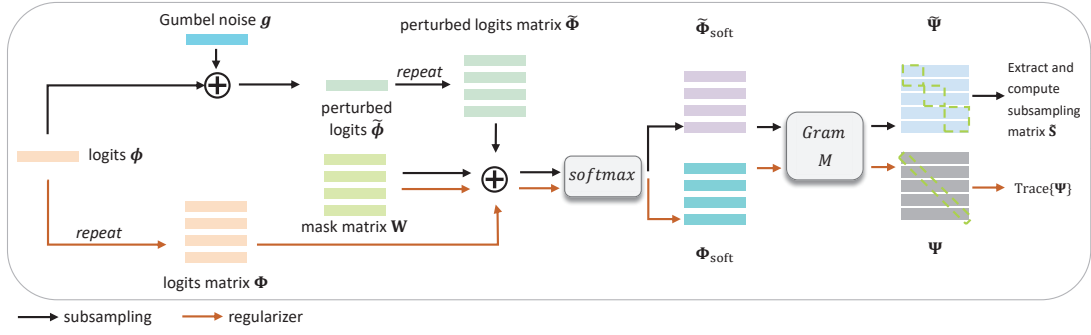 Gumbel noise g
perturbed logits matrix Φ̃
Φ̃soft
Ψ̃
repeat
Extract and
compute
subsampling
matrix S̃
perturbed
logits ϕ̃
Gram
M
logits ϕ
softmax
Trace{Ψ}
repeat
mask matrix W
Φsoft
Ψ
logits matrix Φ
subsampling
regularizer